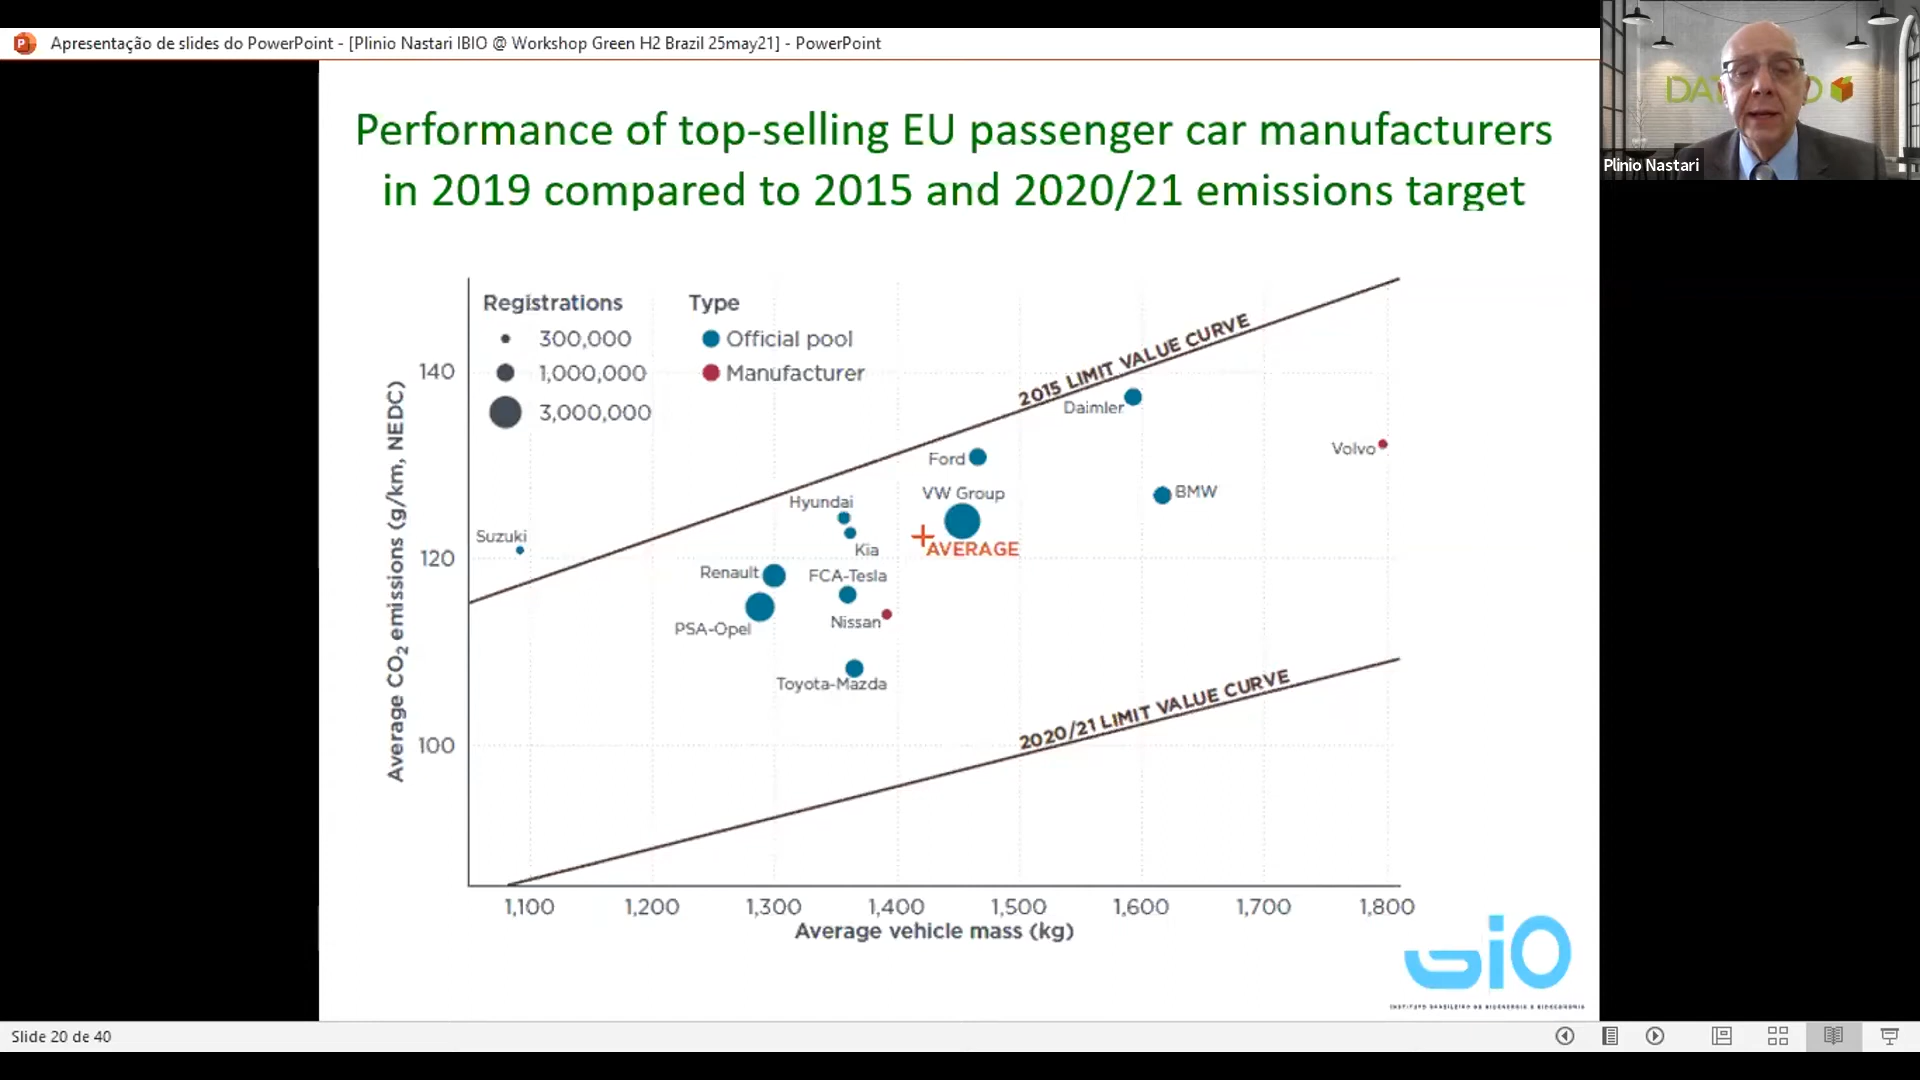 Apresentação de slides do PowerPoint - [Plinio Nastari IBIO @ Workshop Green H2 Brazil 25may21] - PowerPoint
Plinio Nastari
Performance of top-selling EU passenger car manufacturers
in 2019 compared to 2015 and 2020/21 emissions target
Registrations
300,000
1,000,000
3,000,000
Type
Official pool
Manufacturer
Average CO₂ emissions (g/km, NEDC)
140
120
100
2015 LIMIT VALUE CURVE
Daimler
Volvo
Ford
BMW
VW Group
Hyundai
AVERAGE
Suzuki
Kia
Renault
FCA-Tesla
Nissan
PSA-Opel
Toyota-Mazda
2020/21 LIMIT VALUE CURVE
1,100
1,200
1,300
1,400
1,500
1,600
1,700
1,800
Average vehicle mass (kg)
INSTITUTO BRASILEIRO DE BIOENERGIA E BIOECONOMIA
Slide 20 de 40